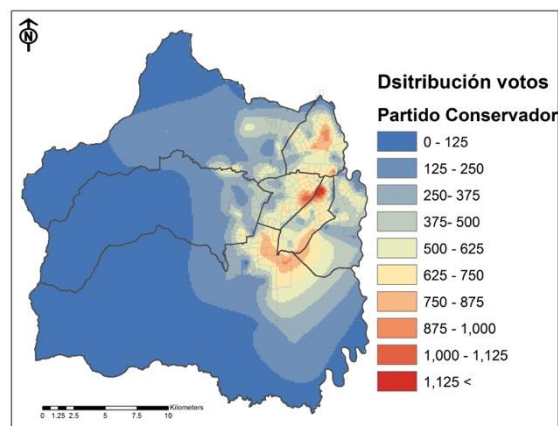 N
Dsitribución votos
Partido Conservador
0 - 125
125 - 250
250- 375
375- 500
500 - 625
625 - 750
750 - 875
875 - 1,000
1,000 - 1,125
1,125 <
Kilometers
0 1.25 2.5 5 7.5 10